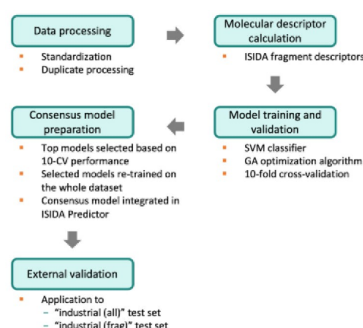 Data processing
Standardization
Duplicate processing
Molecular descriptor
calculation
ISIDA fragment descriptors
Model training and
validation
SVM classifier
GA optimization algorithm
10-fold cross-validation
Consensus model
preparation
Top models selected based on
10-CV performance
Selected models re-trained on
the whole dataset
Consensus model integrated in
ISIDA Predictor
External validation
Application to
– "industrial (all)" test set
– "industrial (frag)" test set